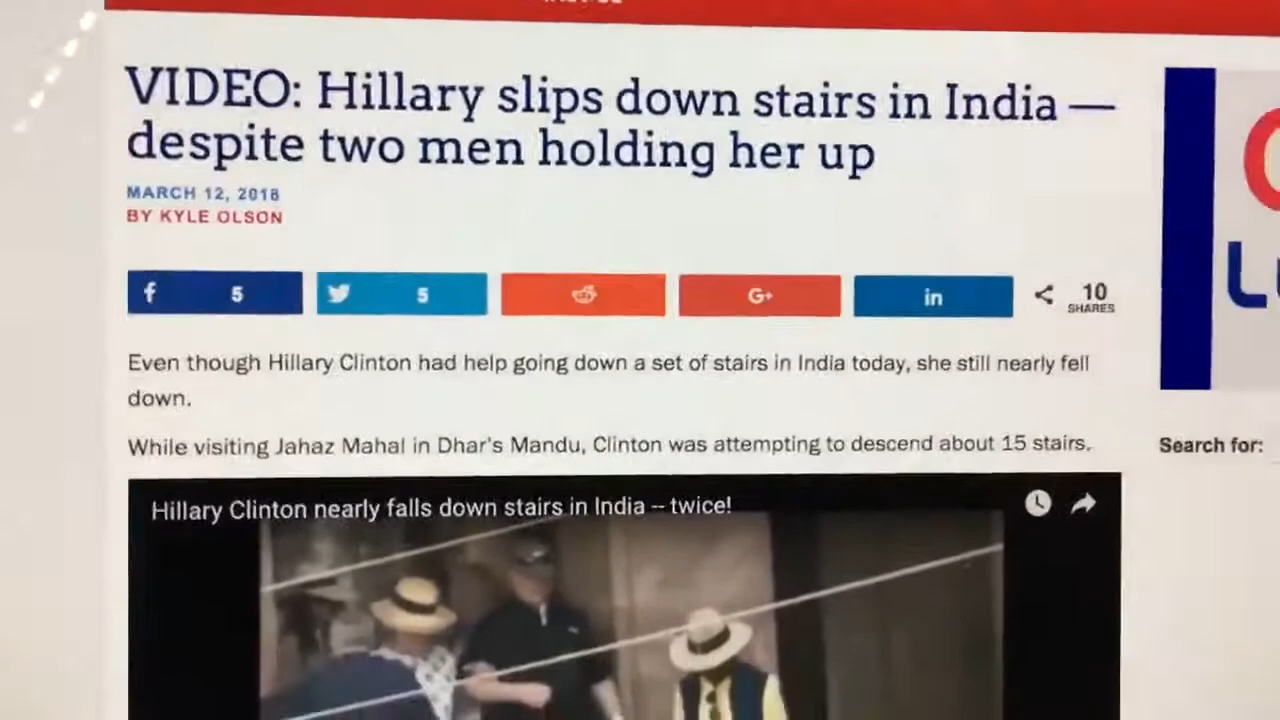 VIDEO: Hillary slips down stairs in India —
despite two men holding her up
MARCH 12, 2018
BY KYLE OLSON
f 5
5
G+
in
10
SHARES
Even though Hillary Clinton had help going down a set of stairs in India today, she still nearly fell
down.
While visiting Jahaz Mahal in Dhar's Mandu, Clinton was attempting to descend about 15 stairs.
Search for:
Hillary Clinton nearly falls down stairs in India -- twice!